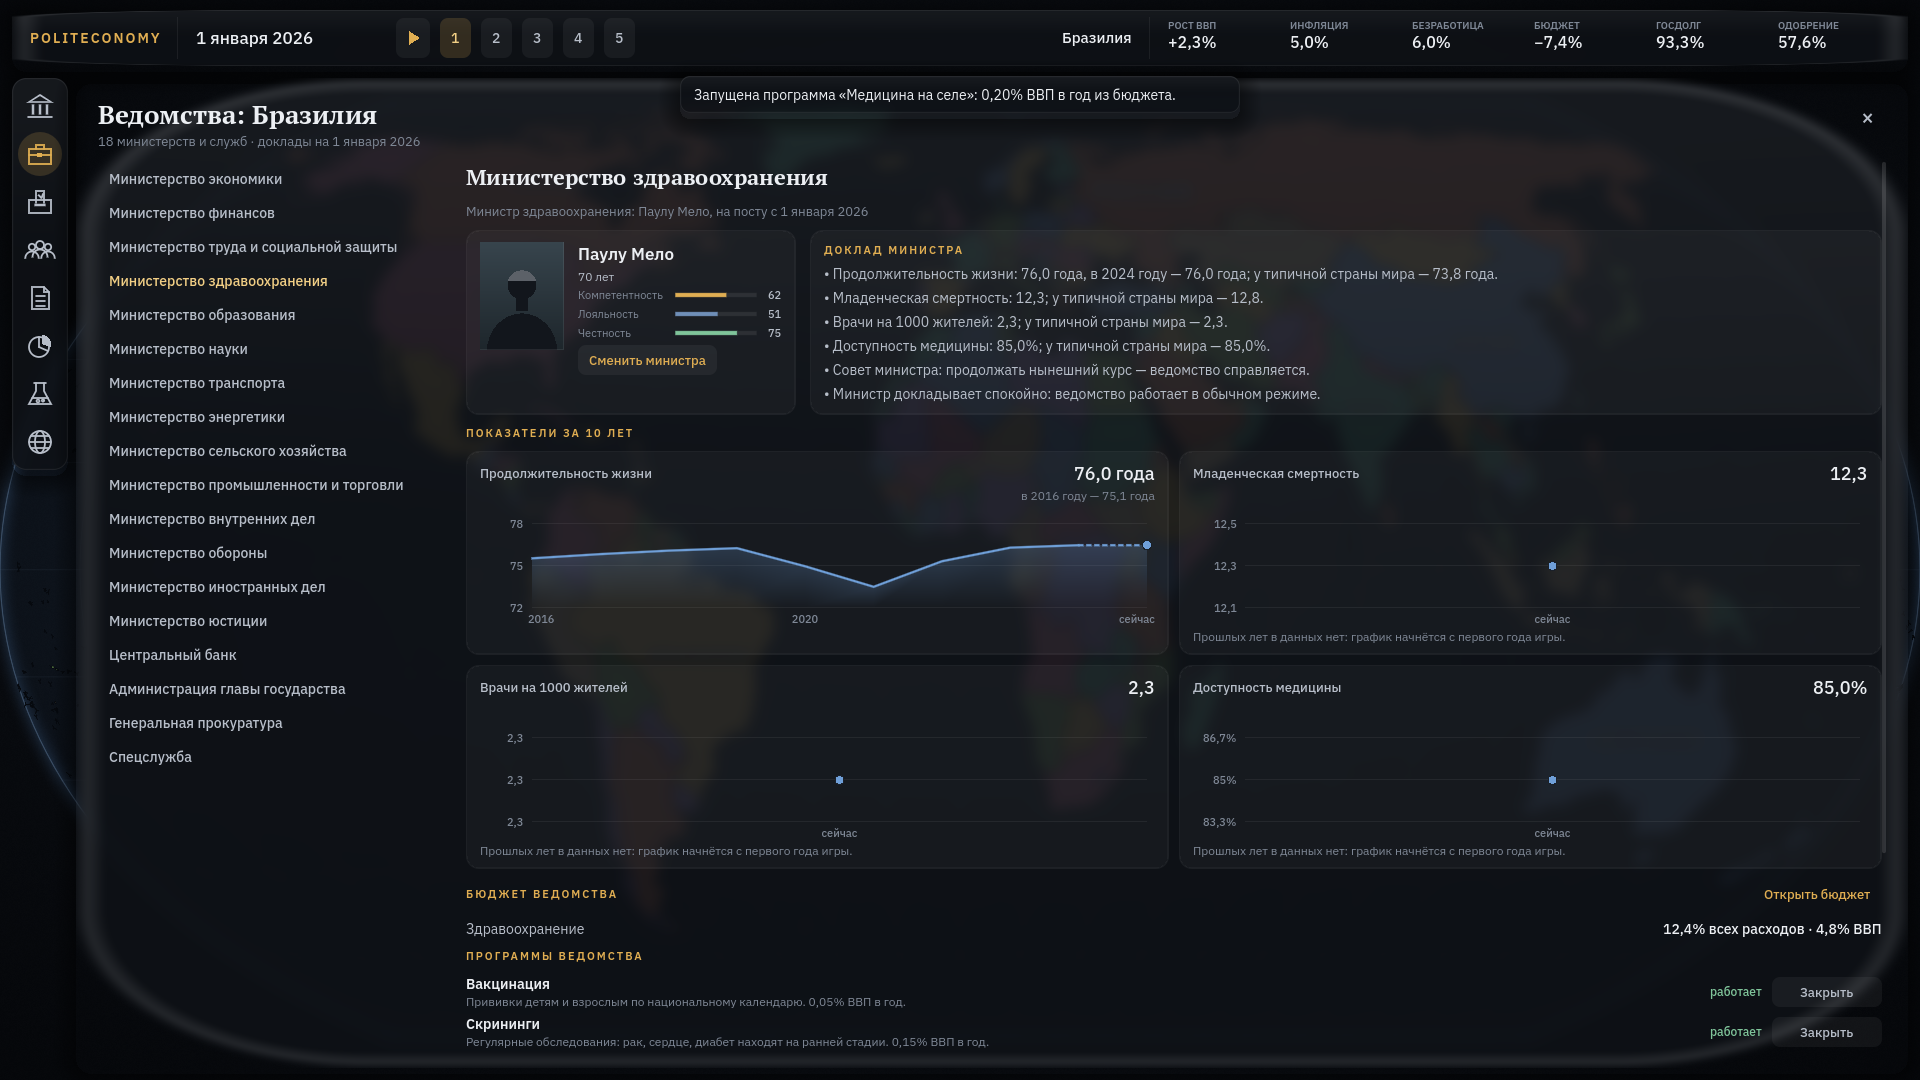 POLITECONOMY
1 января 2026
1
2
3
4
5
Бразилия
РОСТ ВВП
+2,3%
ИНФЛЯЦИЯ
5,0%
БЕЗРАБОТИЦА
6,0%
БЮДЖЕТ
−7,4%
ГОСДОЛГ
93,3%
ОДОБРЕНИЕ
57,6%
Запущена программа «Медицина на селе»: 0,20% ВВП в год из бюджета.
Ведомства: Бразилия
18 министерств и служб · доклады на 1 января 2026
×
Министерство экономики
Министерство финансов
Министерство труда и социальной защиты
Министерство здравоохранения
Министерство образования
Министерство науки
Министерство транспорта
Министерство энергетики
Министерство сельского хозяйства
Министерство промышленности и торговли
Министерство внутренних дел
Министерство обороны
Министерство иностранных дел
Министерство юстиции
Центральный банк
Администрация главы государства
Генеральная прокуратура
Спецслужба
Министерство здравоохранения
Министр здравоохранения: Паулу Мело, на посту с 1 января 2026
Паулу Мело
70 лет
Компетентность 62
Лояльность 51
Честность 75
Сменить министра
ДОКЛАД МИНИСТРА
• Продолжительность жизни: 76,0 года, в 2024 году — 76,0 года; у типичной страны мира — 73,8 года.
• Младенческая смертность: 12,3; у типичной страны мира — 12,8.
• Врачи на 1000 жителей: 2,3; у типичной страны мира — 2,3.
• Доступность медицины: 85,0%; у типичной страны мира — 85,0%.
• Совет министра: продолжать нынешний курс — ведомство справляется.
• Министр докладывает спокойно: ведомство работает в обычном режиме.
ПОКАЗАТЕЛИ ЗА 10 ЛЕТ
Продолжительность жизни
76,0 года
в 2016 году — 75,1 года
78
75
72
2016
2020
сейчас
Младенческая смертность
12,3
12,5
12,3
12,1
сейчас
Прошлых лет в данных нет: график начнётся с первого года игры.
Врачи на 1000 жителей
2,3
2,3
2,3
2,3
сейчас
Прошлых лет в данных нет: график начнётся с первого года игры.
Доступность медицины
85,0%
86,7%
85%
83,3%
сейчас
Прошлых лет в данных нет: график начнётся с первого года игры.
БЮДЖЕТ ВЕДОМСТВА
Открыть бюджет
Здравоохранение
12,4% всех расходов · 4,8% ВВП
ПРОГРАММЫ ВЕДОМСТВА
Вакцинация
Прививки детям и взрослым по национальному календарю. 0,05% ВВП в год.
работает
Закрыть
Скрининги
Регулярные обследования: рак, сердце, диабет находят на ранней стадии. 0,15% ВВП в год.
работает
Закрыть